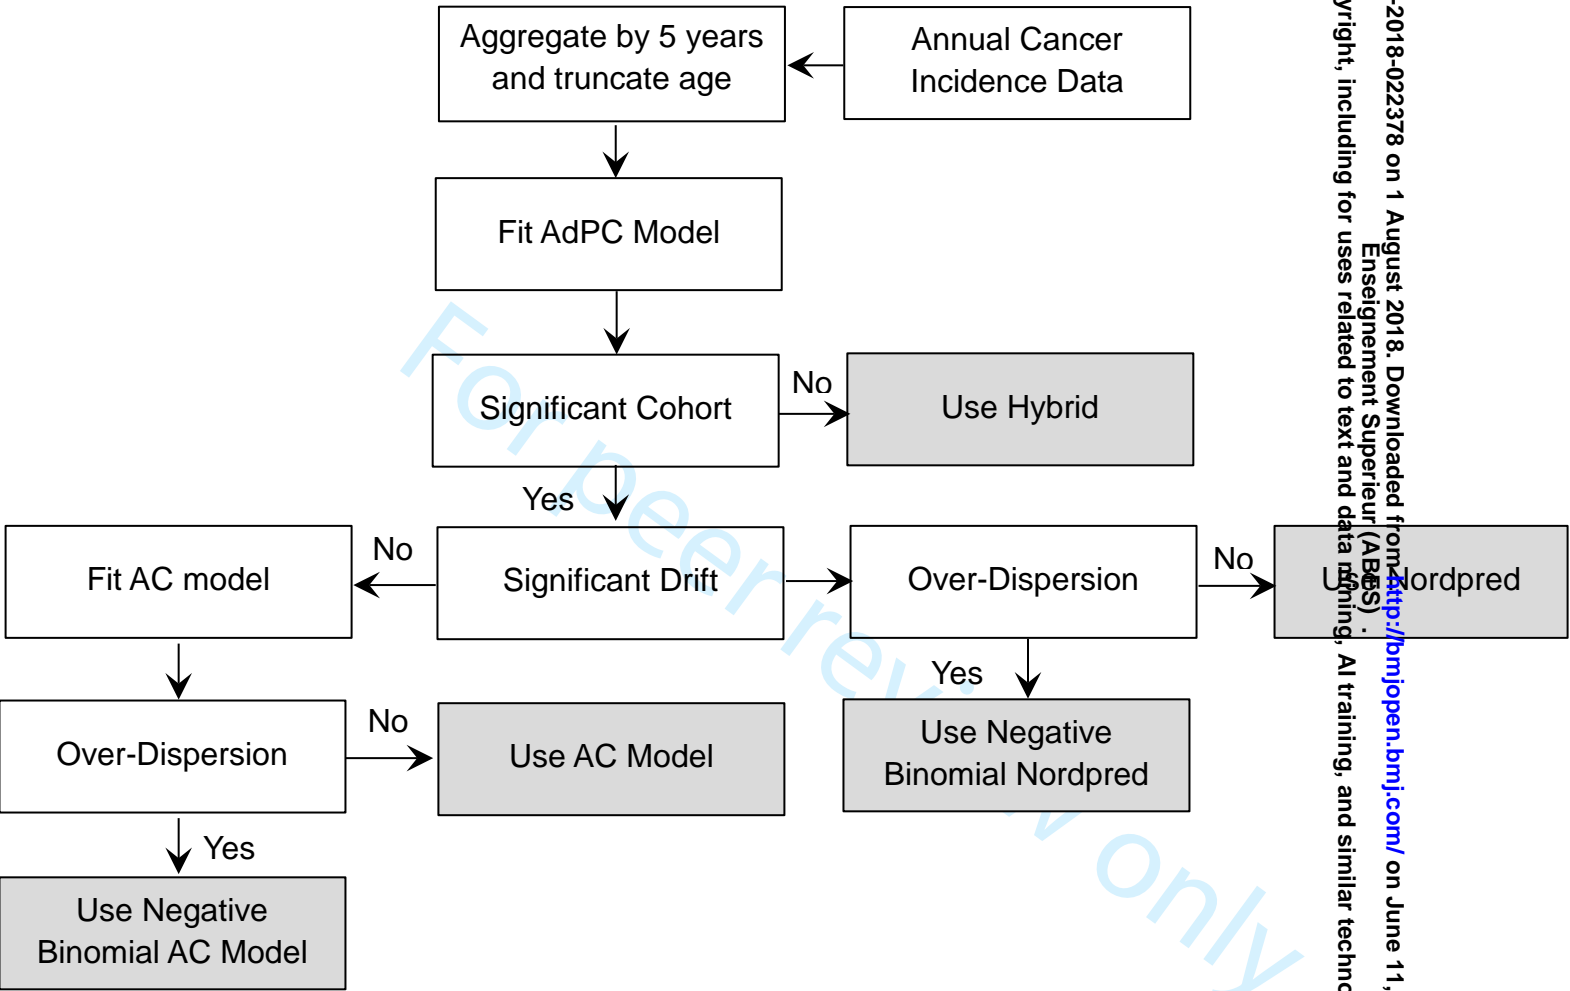 Aggregate by 5 years
and truncate age
Annual Cancer
Incidence Data
Fit AdPC Model
Significant Cohort
No
Use Hybrid
Yes
Fit AC model
No
Significant Drift
Over-Dispersion
No
Use Nordpred
Yes
Over-Dispersion
No
Use AC Model
Use Negative
Binomial Nordpred
Yes
Use Negative
Binomial AC Model
For peer review only
-2018-022378 on 1 August 2018. Downloaded from http://bmjopen.bmj.com/ on June 11,
Enseignement Superieur (ABES) .
yright, including for uses related to text and data mining, AI training, and similar techno